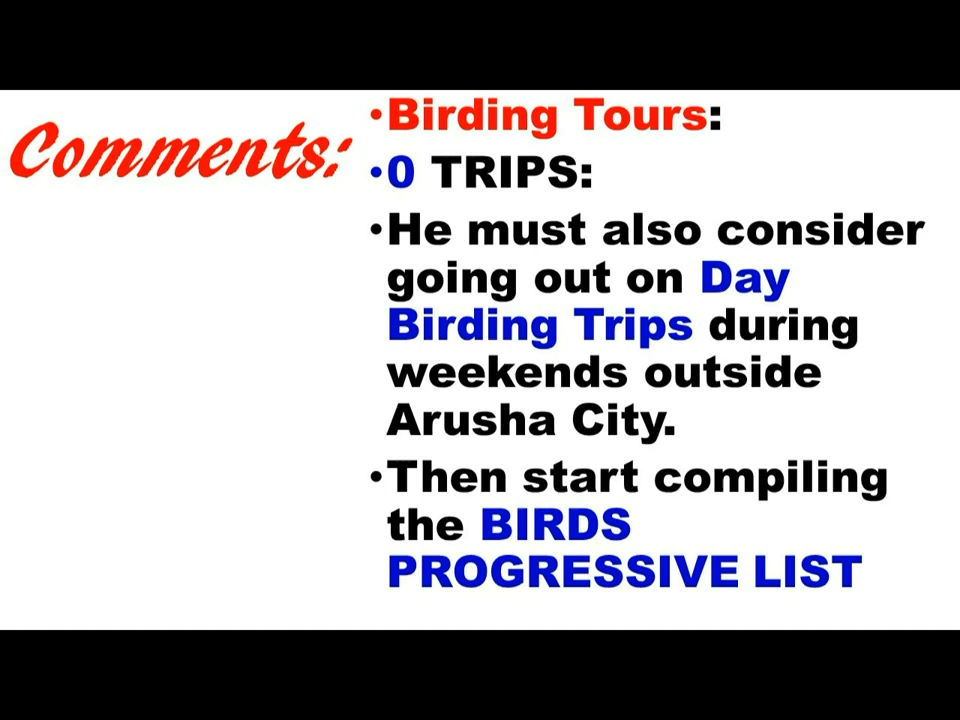 Comments:
•Birding Tours:
•0 TRIPS:
•He must also consider
going out on Day
Birding Trips during
weekends outside
Arusha City.
•Then start compiling
the BIRDS
PROGRESSIVE LIST